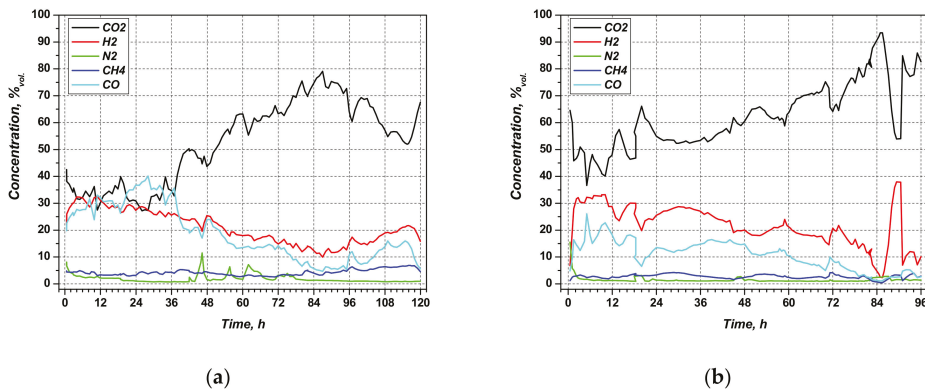 100
90
80
70
60
50
40
30
20
10
0
Concentration, %vol.
CO2
H2
N2
CH4
CO
0 12 24 36 48 60 72 84 96 108 120
Time, h
(a)
100
90
80
70
60
50
40
30
20
10
0
Concentration, %vol.
CO2
H2
N2
CH4
CO
0 12 24 36 48 60 72 84 96
Time, h
(b)